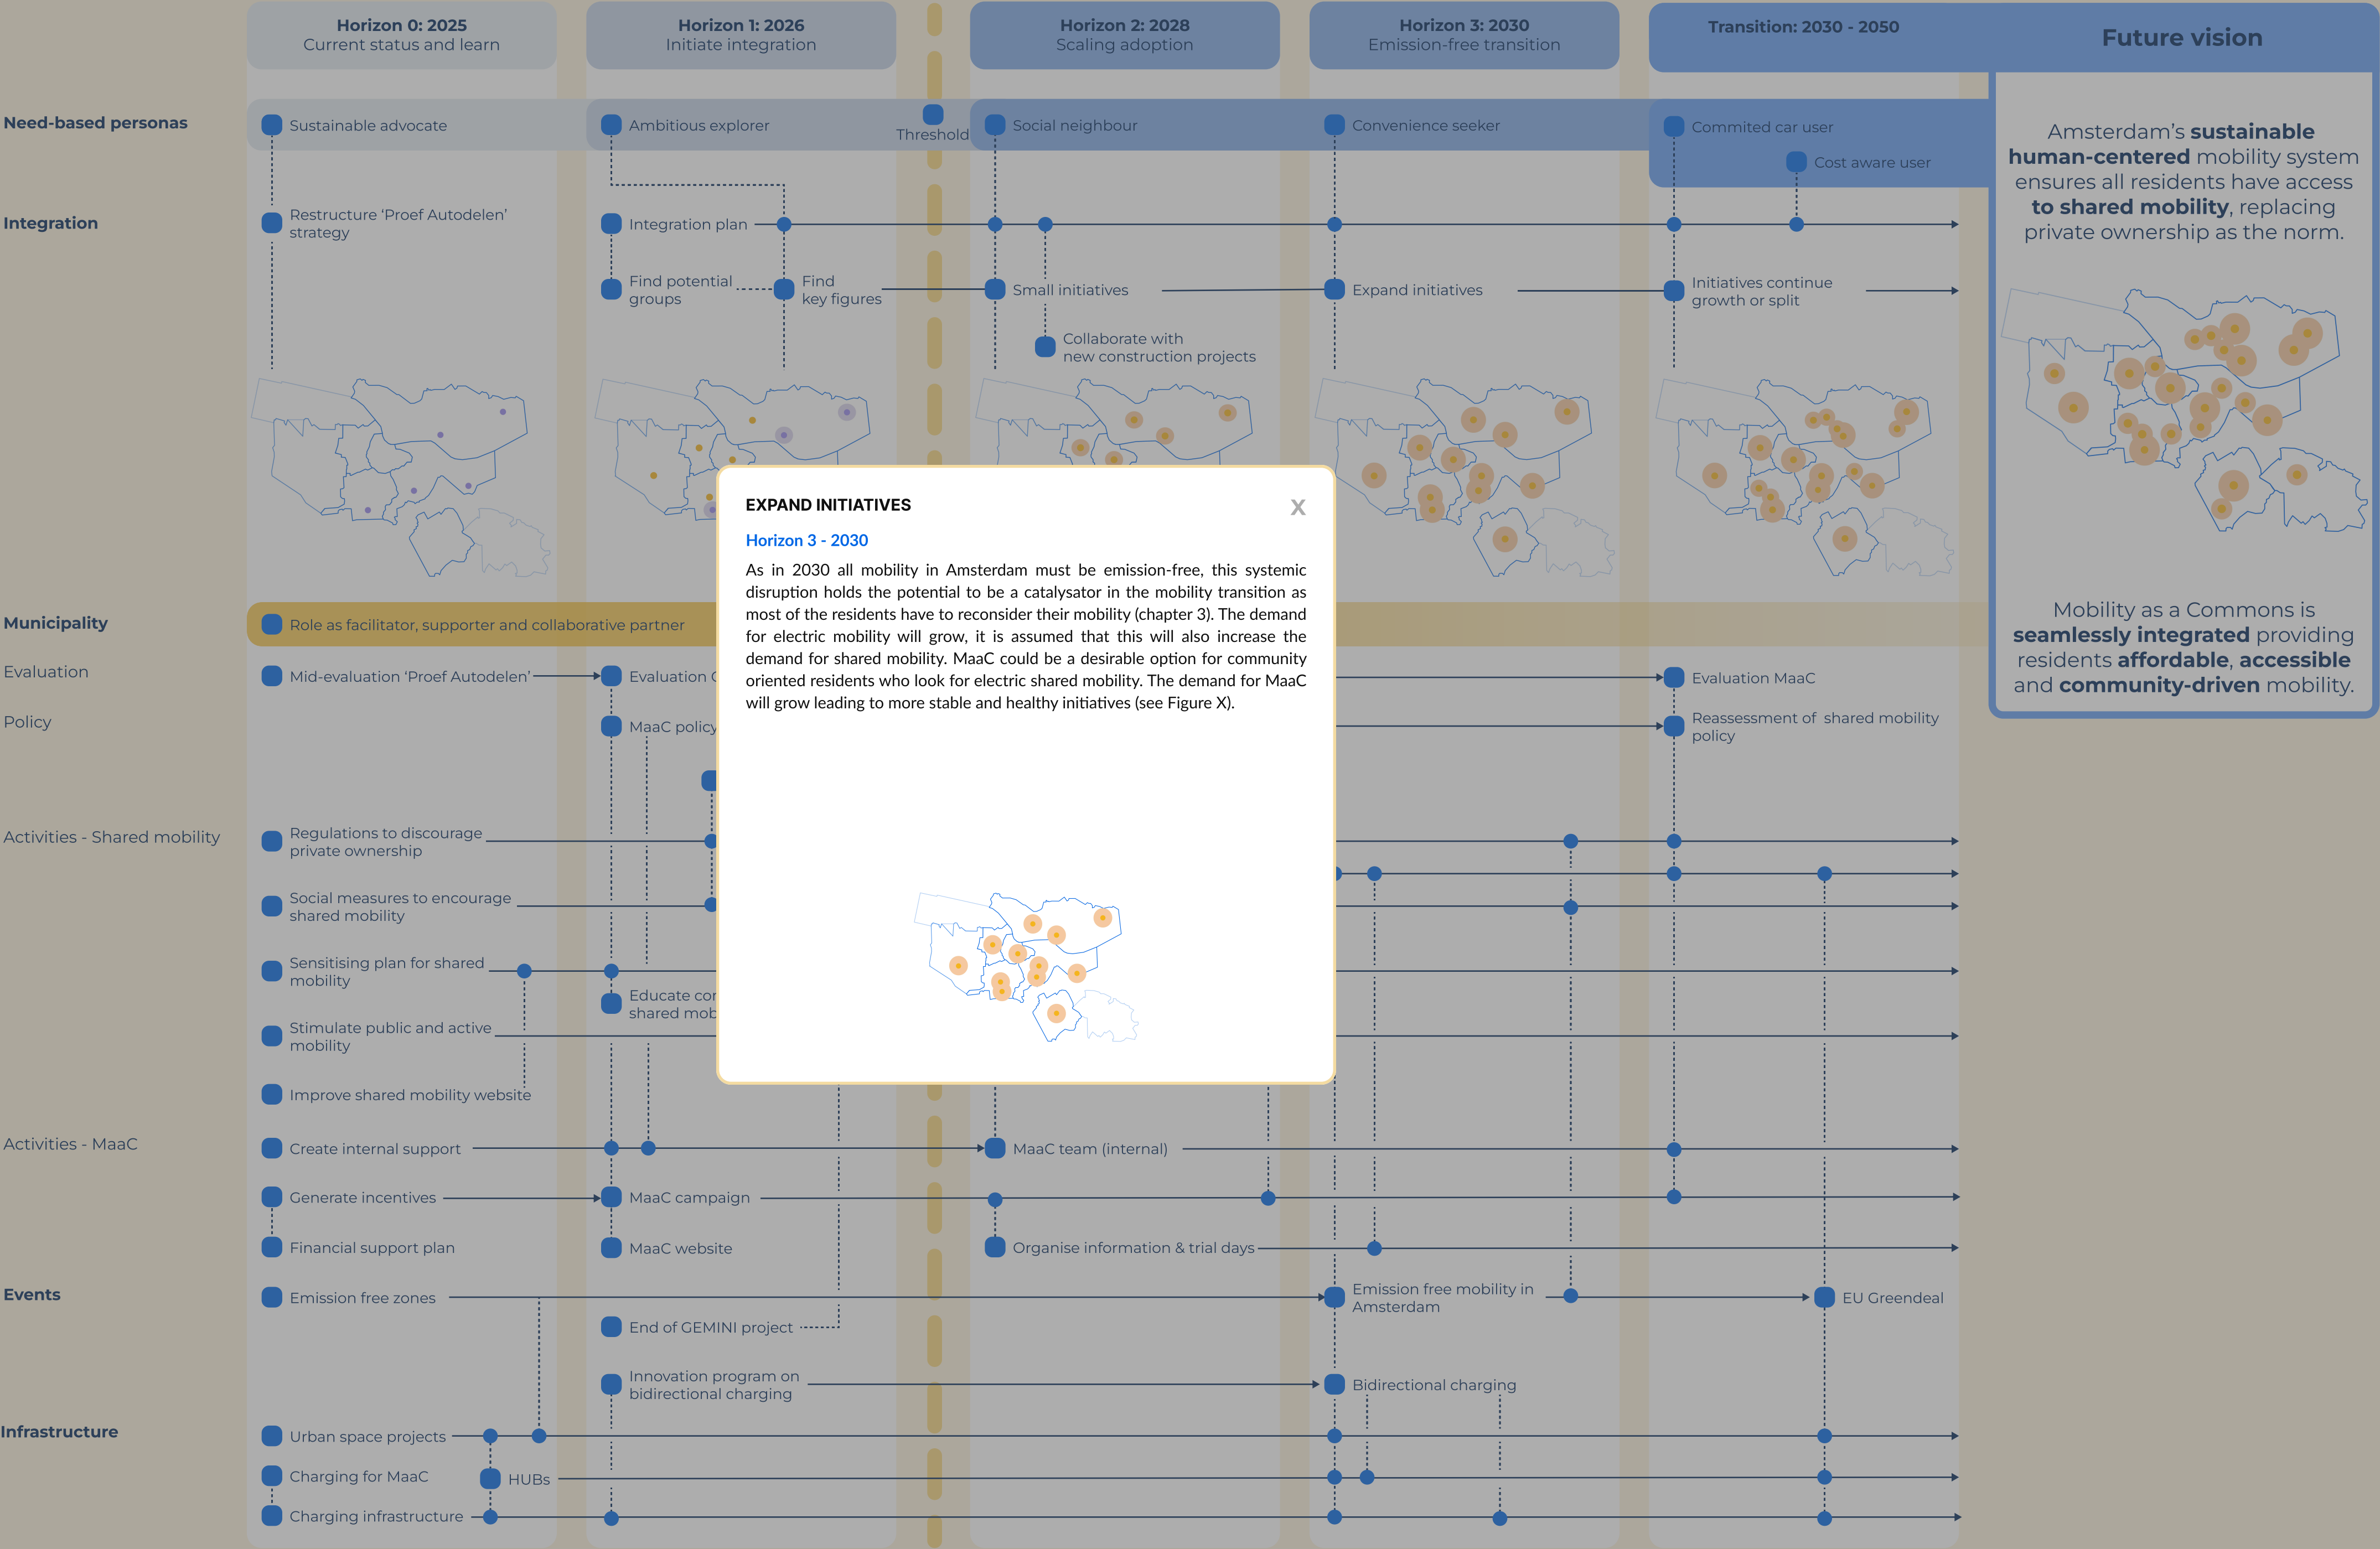 Horizon 0: 2025
Current status and learn
Horizon 1: 2026
Initiate integration
Horizon 2: 2028
Scaling adoption
Horizon 3: 2030
Emission-free transition
Transition: 2030 - 2050
Future vision
Need-based personas
Sustainable advocate
Ambitious explorer
Threshold
Social neighbour
Convenience seeker
Commited car user
Cost aware user
Amsterdam's sustainable
human-centered mobility system
ensures all residents have access
to shared mobility, replacing
private ownership as the norm.
Integration
Restructure ‘Proef Autodelen’
strategy
Integration plan
Find potential
groups
Find
key figures
Small initiatives
Expand initiatives
Initiatives continue
growth or split
Collaborate with
new construction projects
EXPAND INITIATIVES
X
Horizon 3 - 2030
As in 2030 all mobility in Amsterdam must be emission-free, this systemic
disruption holds the potential to be a catalysator in the mobility transition as
most of the residents have to reconsider their mobility (chapter 3). The demand
for electric mobility will grow, it is assumed that this will also increase the
demand for shared mobility. MaaC could be a desirable option for community
oriented residents who look for electric shared mobility. The demand for MaaC
will grow leading to more stable and healthy initiatives (see Figure X).
Mobility as a Commons is
seamlessly integrated providing
residents affordable, accessible
and community-driven mobility.
Municipality
Role as facilitator, supporter and collaborative partner
Evaluation
Mid-evaluation ‘Proef Autodelen’
Evaluation
Evaluation MaaC
Policy
MaaC policy
Reassessment of  shared mobility
policy
Activities - Shared mobility
Regulations to discourage
private ownership
Social measures to encourage
shared mobility
Sensitising plan for shared
mobility
Educate
shared
Stimulate public and active
mobility
Improve shared mobility website
Activities - MaaC
Create internal support
MaaC team (internal)
Generate incentives
MaaC campaign
Financial support plan
MaaC website
Organise information & trial days
Events
Emission free zones
Emission free mobility in
Amsterdam
EU Greendeal
End of GEMINI project
Innovation program on
bidirectional charging
Bidirectional charging
Infrastructure
Urban space projects
Charging for MaaC
HUBs
Charging infrastructure